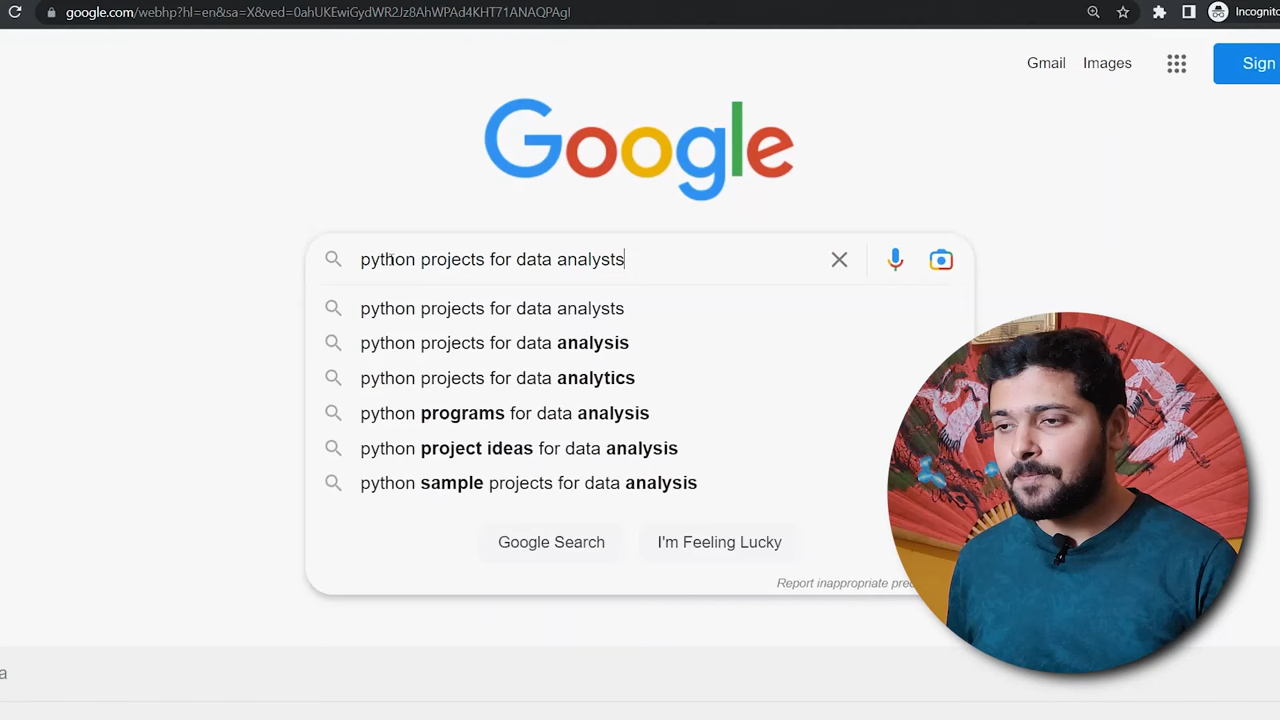 google.com/webhp?hl=en&sa=X&ved=0ahUKEwiGydWR2Jz8AhWPAd4KHT71ANAQPAgI
Incognito
Gmail
Images
Sign
Google
python projects for data analysts
python projects for data analysts
python projects for data analysis
python projects for data analytics
python programs for data analysis
python project ideas for data analysis
python sample projects for data analysis
Google Search
I'm Feeling Lucky
Report inappropriate
a